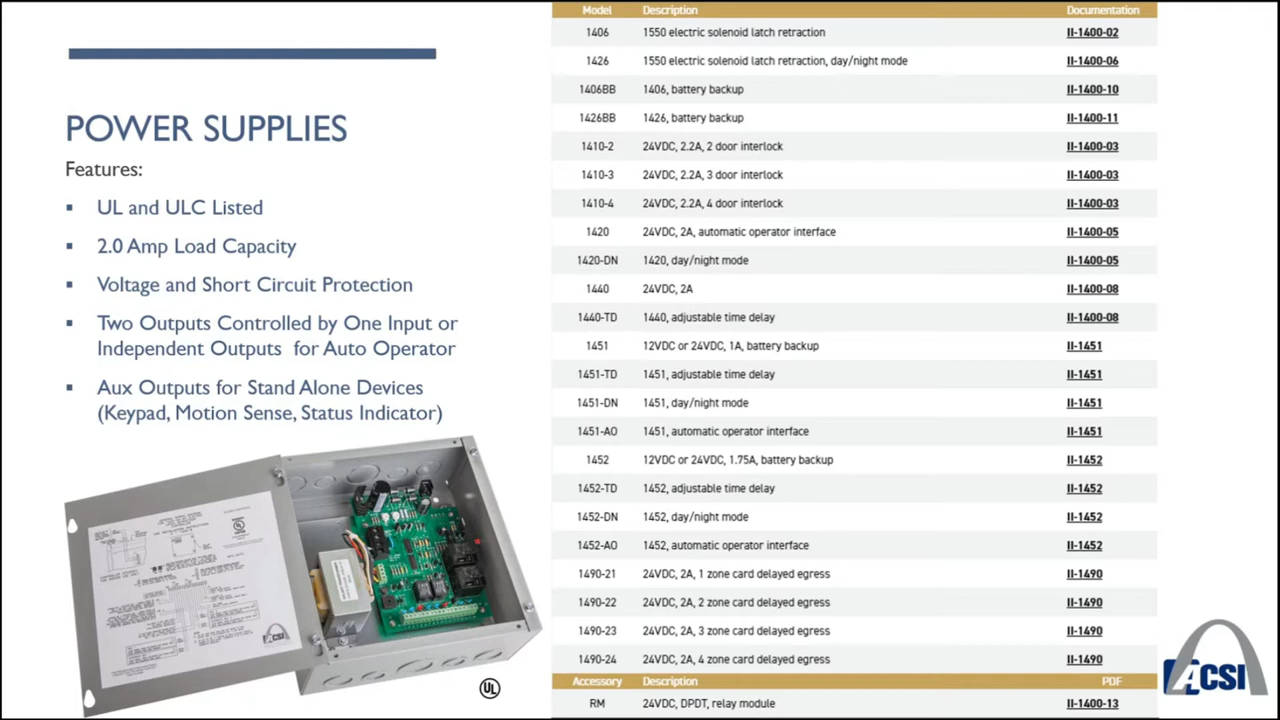 POWER SUPPLIES
Features:
▪ UL and ULC Listed
▪ 2.0 Amp Load Capacity
▪ Voltage and Short Circuit Protection
▪ Two Outputs Controlled by One Input or
Independent Outputs for Auto Operator
▪ Aux Outputs for Stand Alone Devices
(Keypad, Motion Sense, Status Indicator)
ACSI
UL
Model Description Documentation
1406 1550 electric solenoid latch retraction II-1400-02
1426 1550 electric solenoid latch retraction, day/night mode II-1400-06
1406BB 1406, battery backup II-1400-10
1426BB 1426, battery backup II-1400-11
1410-2 24VDC, 2.2A, 2 door interlock II-1400-03
1410-3 24VDC, 2.2A, 3 door interlock II-1400-03
1410-4 24VDC, 2.2A, 4 door interlock II-1400-03
1420 24VDC, 2A, automatic operator interface II-1400-05
1420-DN 1420, day/night mode II-1400-05
1440 24VDC, 2A II-1400-08
1440-TD 1440, adjustable time delay II-1400-08
1451 12VDC or 24VDC, 1A, battery backup II-1451
1451-TD 1451, adjustable time delay II-1451
1451-DN 1451, day/night mode II-1451
1451-AO 1451, automatic operator interface II-1451
1452 12VDC or 24VDC, 1.75A, battery backup II-1452
1452-TD 1452, adjustable time delay II-1452
1452-DN 1452, day/night mode II-1452
1452-AO 1452, automatic operator interface II-1452
1490-21 24VDC, 2A, 1 zone card delayed egress II-1490
1490-22 24VDC, 2A, 2 zone card delayed egress II-1490
1490-23 24VDC, 2A, 3 zone card delayed egress II-1490
1490-24 24VDC, 2A, 4 zone card delayed egress II-1490
Accessory Description PDF
RM 24VDC, DPDT, relay module II-1400-13
ACSI